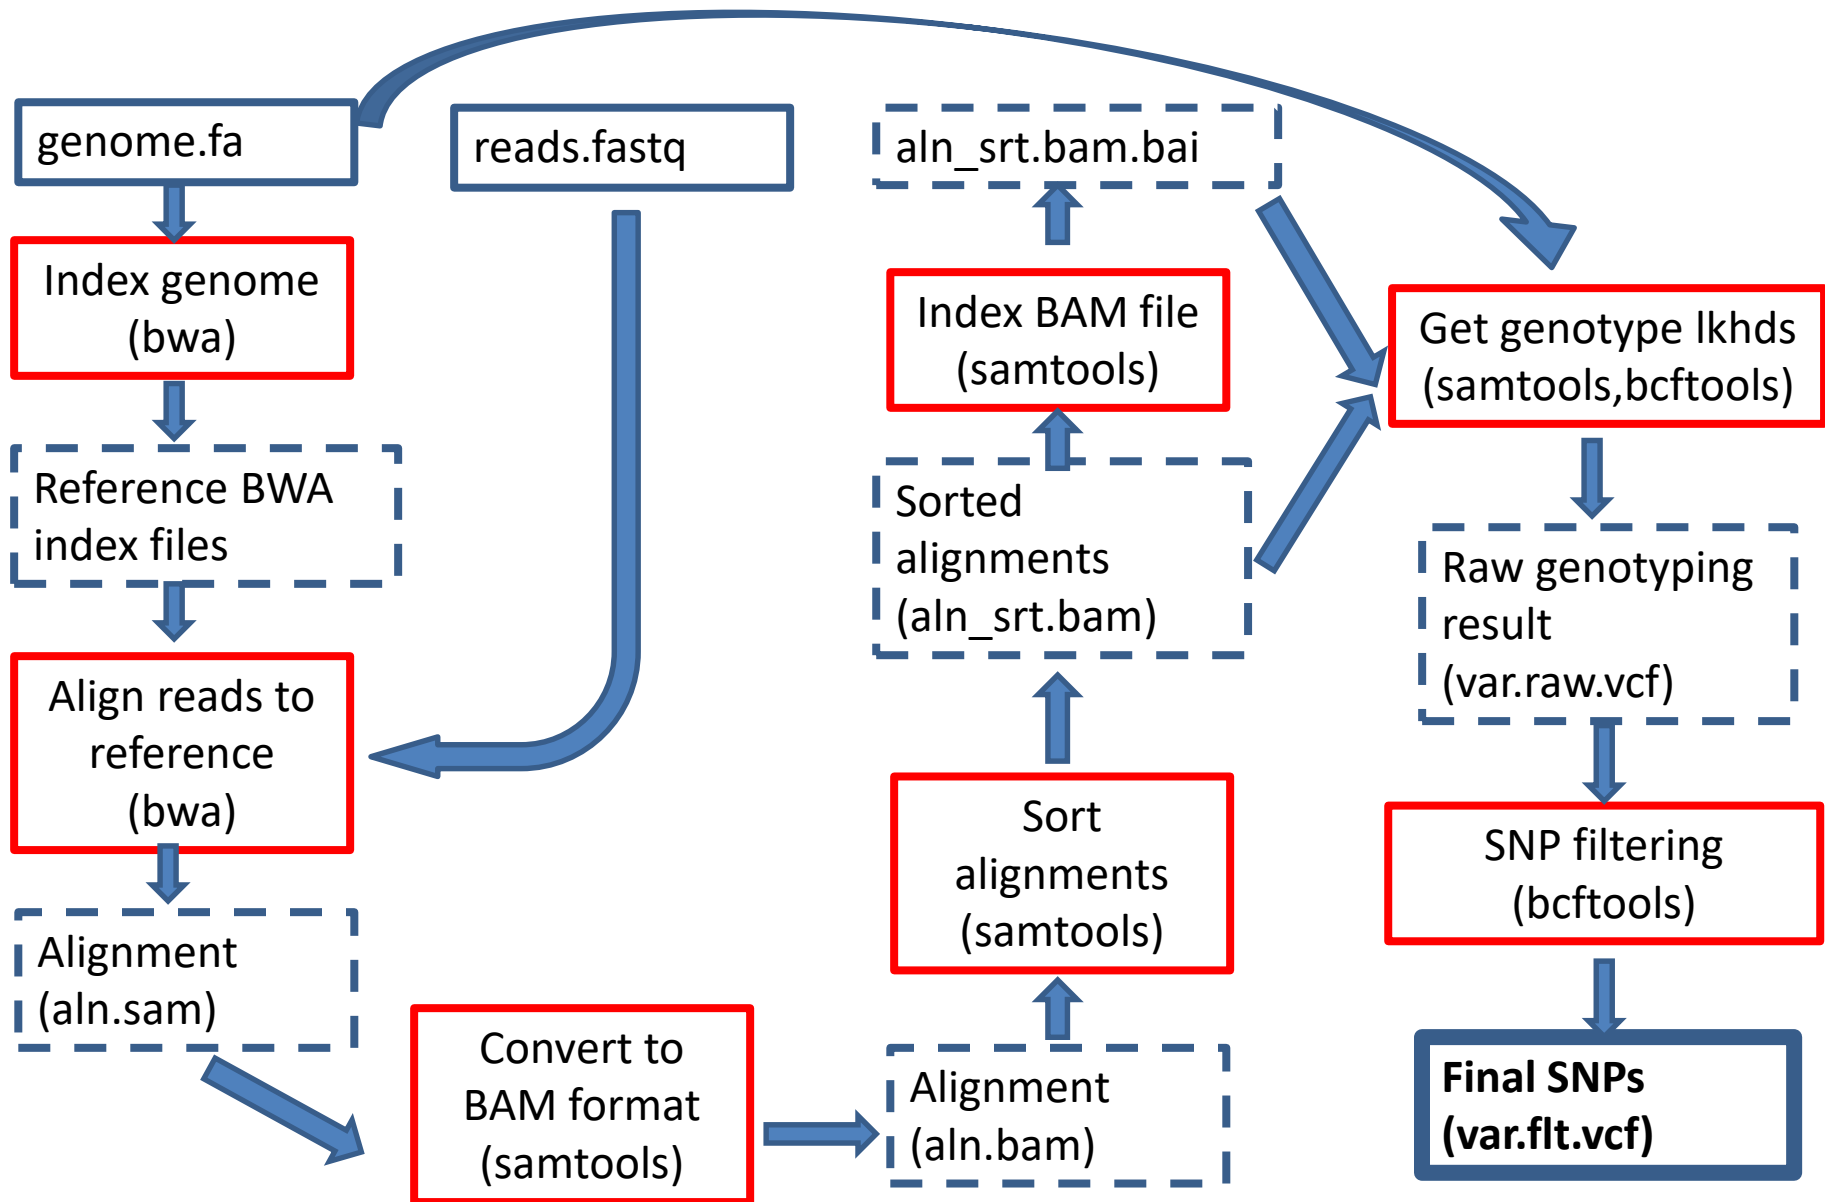 genome.fa
reads.fastq
aln_srt.bam.bai
Index genome
(bwa)
Index BAM file
(samtools)
Get genotype lkhds
(samtools,bcftools)
Reference BWA
index files
Sorted
alignments
(aln_srt.bam)
Raw genotyping
result
(var.raw.vcf)
Align reads to
reference
(bwa)
Sort
alignments
(samtools)
SNP filtering
(bcftools)
Alignment
(aln.sam)
Convert to
BAM format
(samtools)
Alignment
(aln.bam)
Final SNPs
(var.flt.vcf)